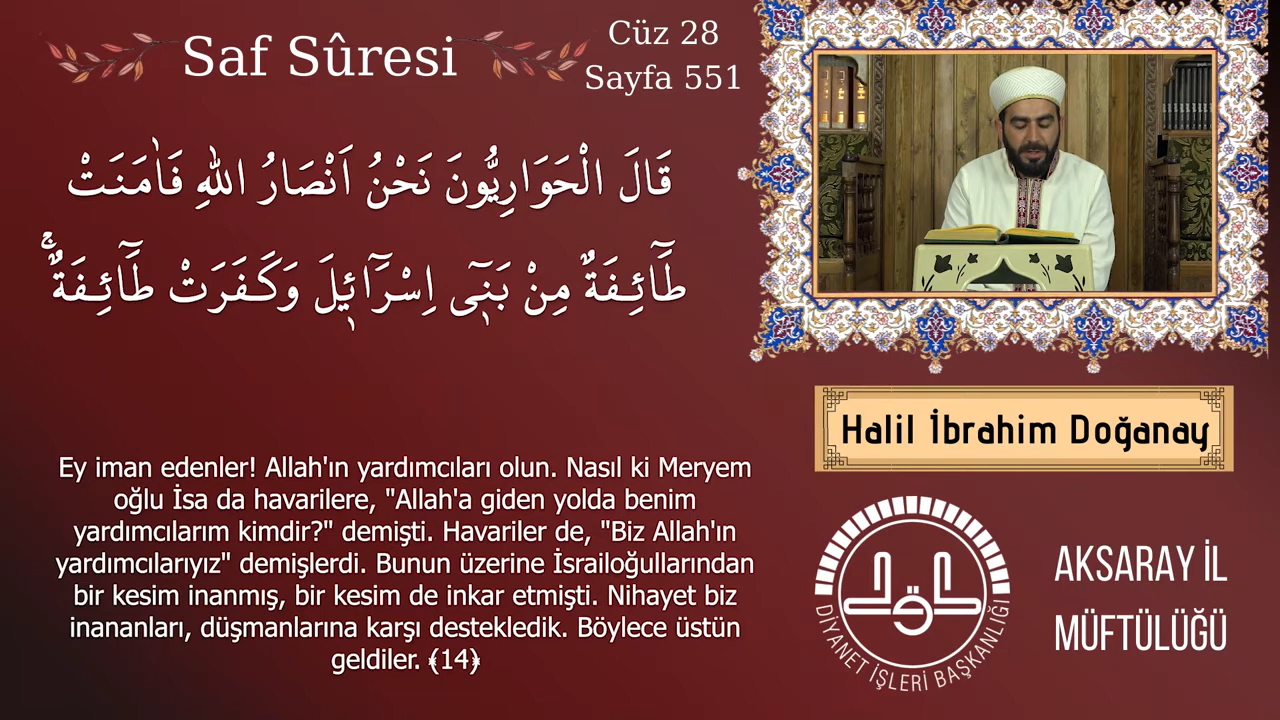 Saf Sûresi
Cüz 28
Sayfa 551
قَالَ الْحَوَارِيُّونَ نَحْنُ اَنْصَارُ اللّٰهِ فَاٰمَنَتْ
طَٓائِفَةٌ مِنْ بَن۪ٓي اِسْرَٓائ۪لَ وَكَفَرَتْ طَٓائِفَةٌۚ
Ey iman edenler! Allah'ın yardımcıları olun. Nasıl ki Meryem
oğlu İsa da havarilere, "Allah'a giden yolda benim
yardımcılarım kimdir?" demişti. Havariler de, "Biz Allah'ın
yardımcılarıyız" demişlerdi. Bunun üzerine İsrailoğullarından
bir kesim inanmış, bir kesim de inkar etmişti. Nihayet biz
inananları, düşmanlarına karşı destekledik. Böylece üstün
geldiler. ﴾14﴿
Halil İbrahim Doğanay
DİYANET İŞLERİ BAŞKANLIĞI
AKSARAY İL
MÜFTÜLÜĞÜ